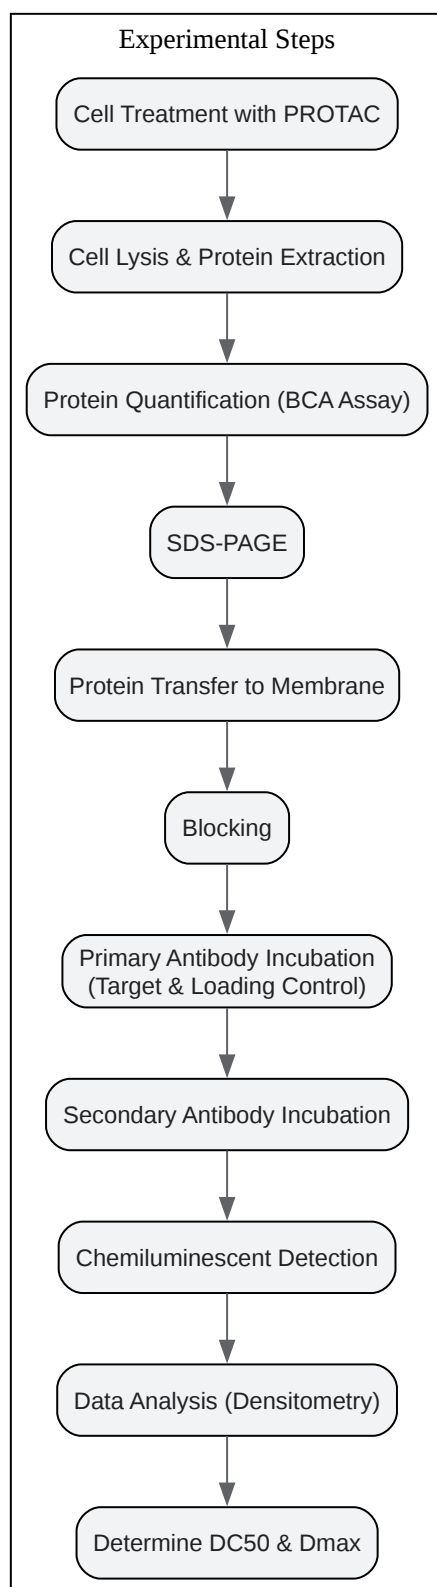 Experimental Steps
Cell Treatment with PROTAC
Cell Lysis & Protein Extraction
Protein Quantification (BCA Assay)
SDS-PAGE
Protein Transfer to Membrane
Blocking
Primary Antibody Incubation
(Target & Loading Control)
Secondary Antibody Incubation
Chemiluminescent Detection
Data Analysis (Densitometry)
Determine DC50 & Dmax